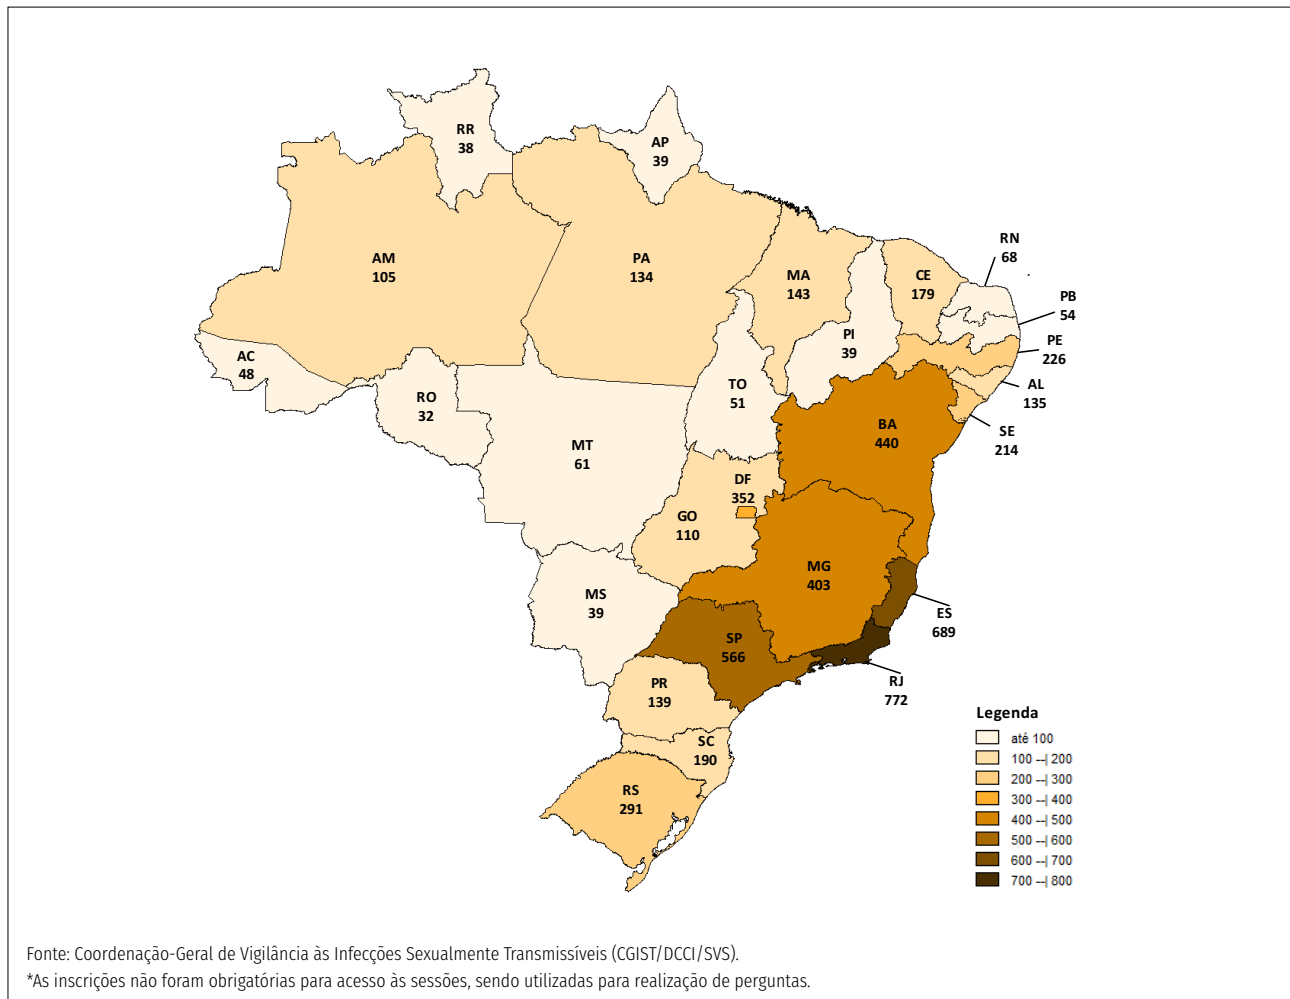 RR
38
AP
39
AM
105
PA
134
MA
143
CE
179
RN
68
PB
54
PI
39
PE
226
AC
48
RO
32
TO
51
AL
135
BA
440
SE
214
MT
61
DF
352
GO
110
MG
403
MS
39
ES
689
SP
566
RJ
772
PR
139
SC
190
RS
291
Legenda
até 100
100 --| 200
200 --| 300
300 --| 400
400 --| 500
500 --| 600
600 --| 700
700 --| 800
Fonte: Coordenação-Geral de Vigilância às Infecções Sexualmente Transmissíveis (CGIST/DCCI/SVS).
*As inscrições não foram obrigatórias para acesso às sessões, sendo utilizadas para realização de perguntas.